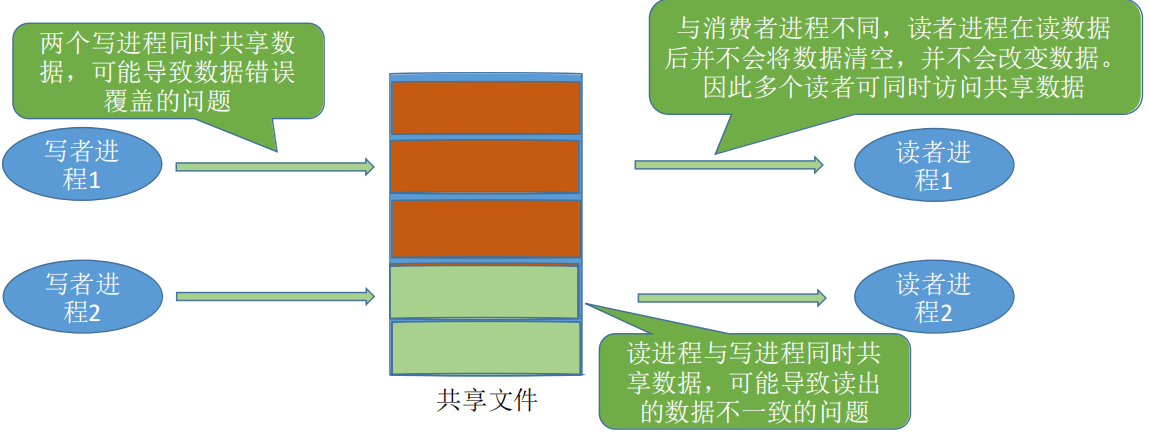 两个写进程同时共享数
据，可能导致数据错误
覆盖的问题
与消费者进程不同，读者进程在读数据
后并不会将数据清空，并不会改变数据。
因此多个读者可同时访问共享数据
写者进
程1
读者进
程1
写者进
程2
读者进
程2
读进程与写进程同时共
享数据，可能导致读出
的数据不一致的问题
共享文件